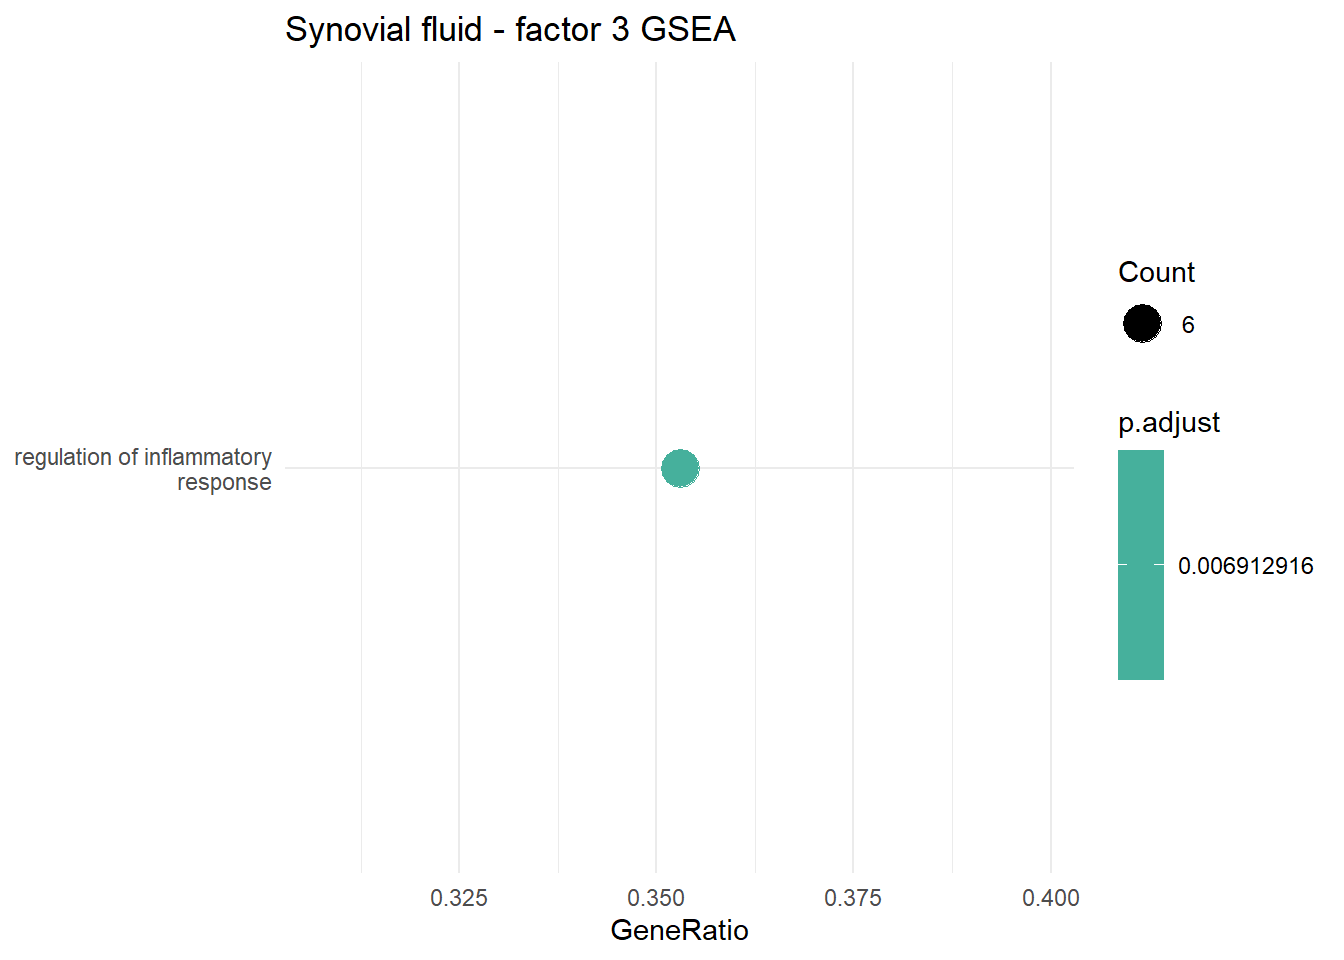 Synovial fluid - factor 3 GSEA
regulation of inflammatory
response
0.325
0.350
0.375
0.400
GeneRatio
Count
6
p.adjust
0.006912916